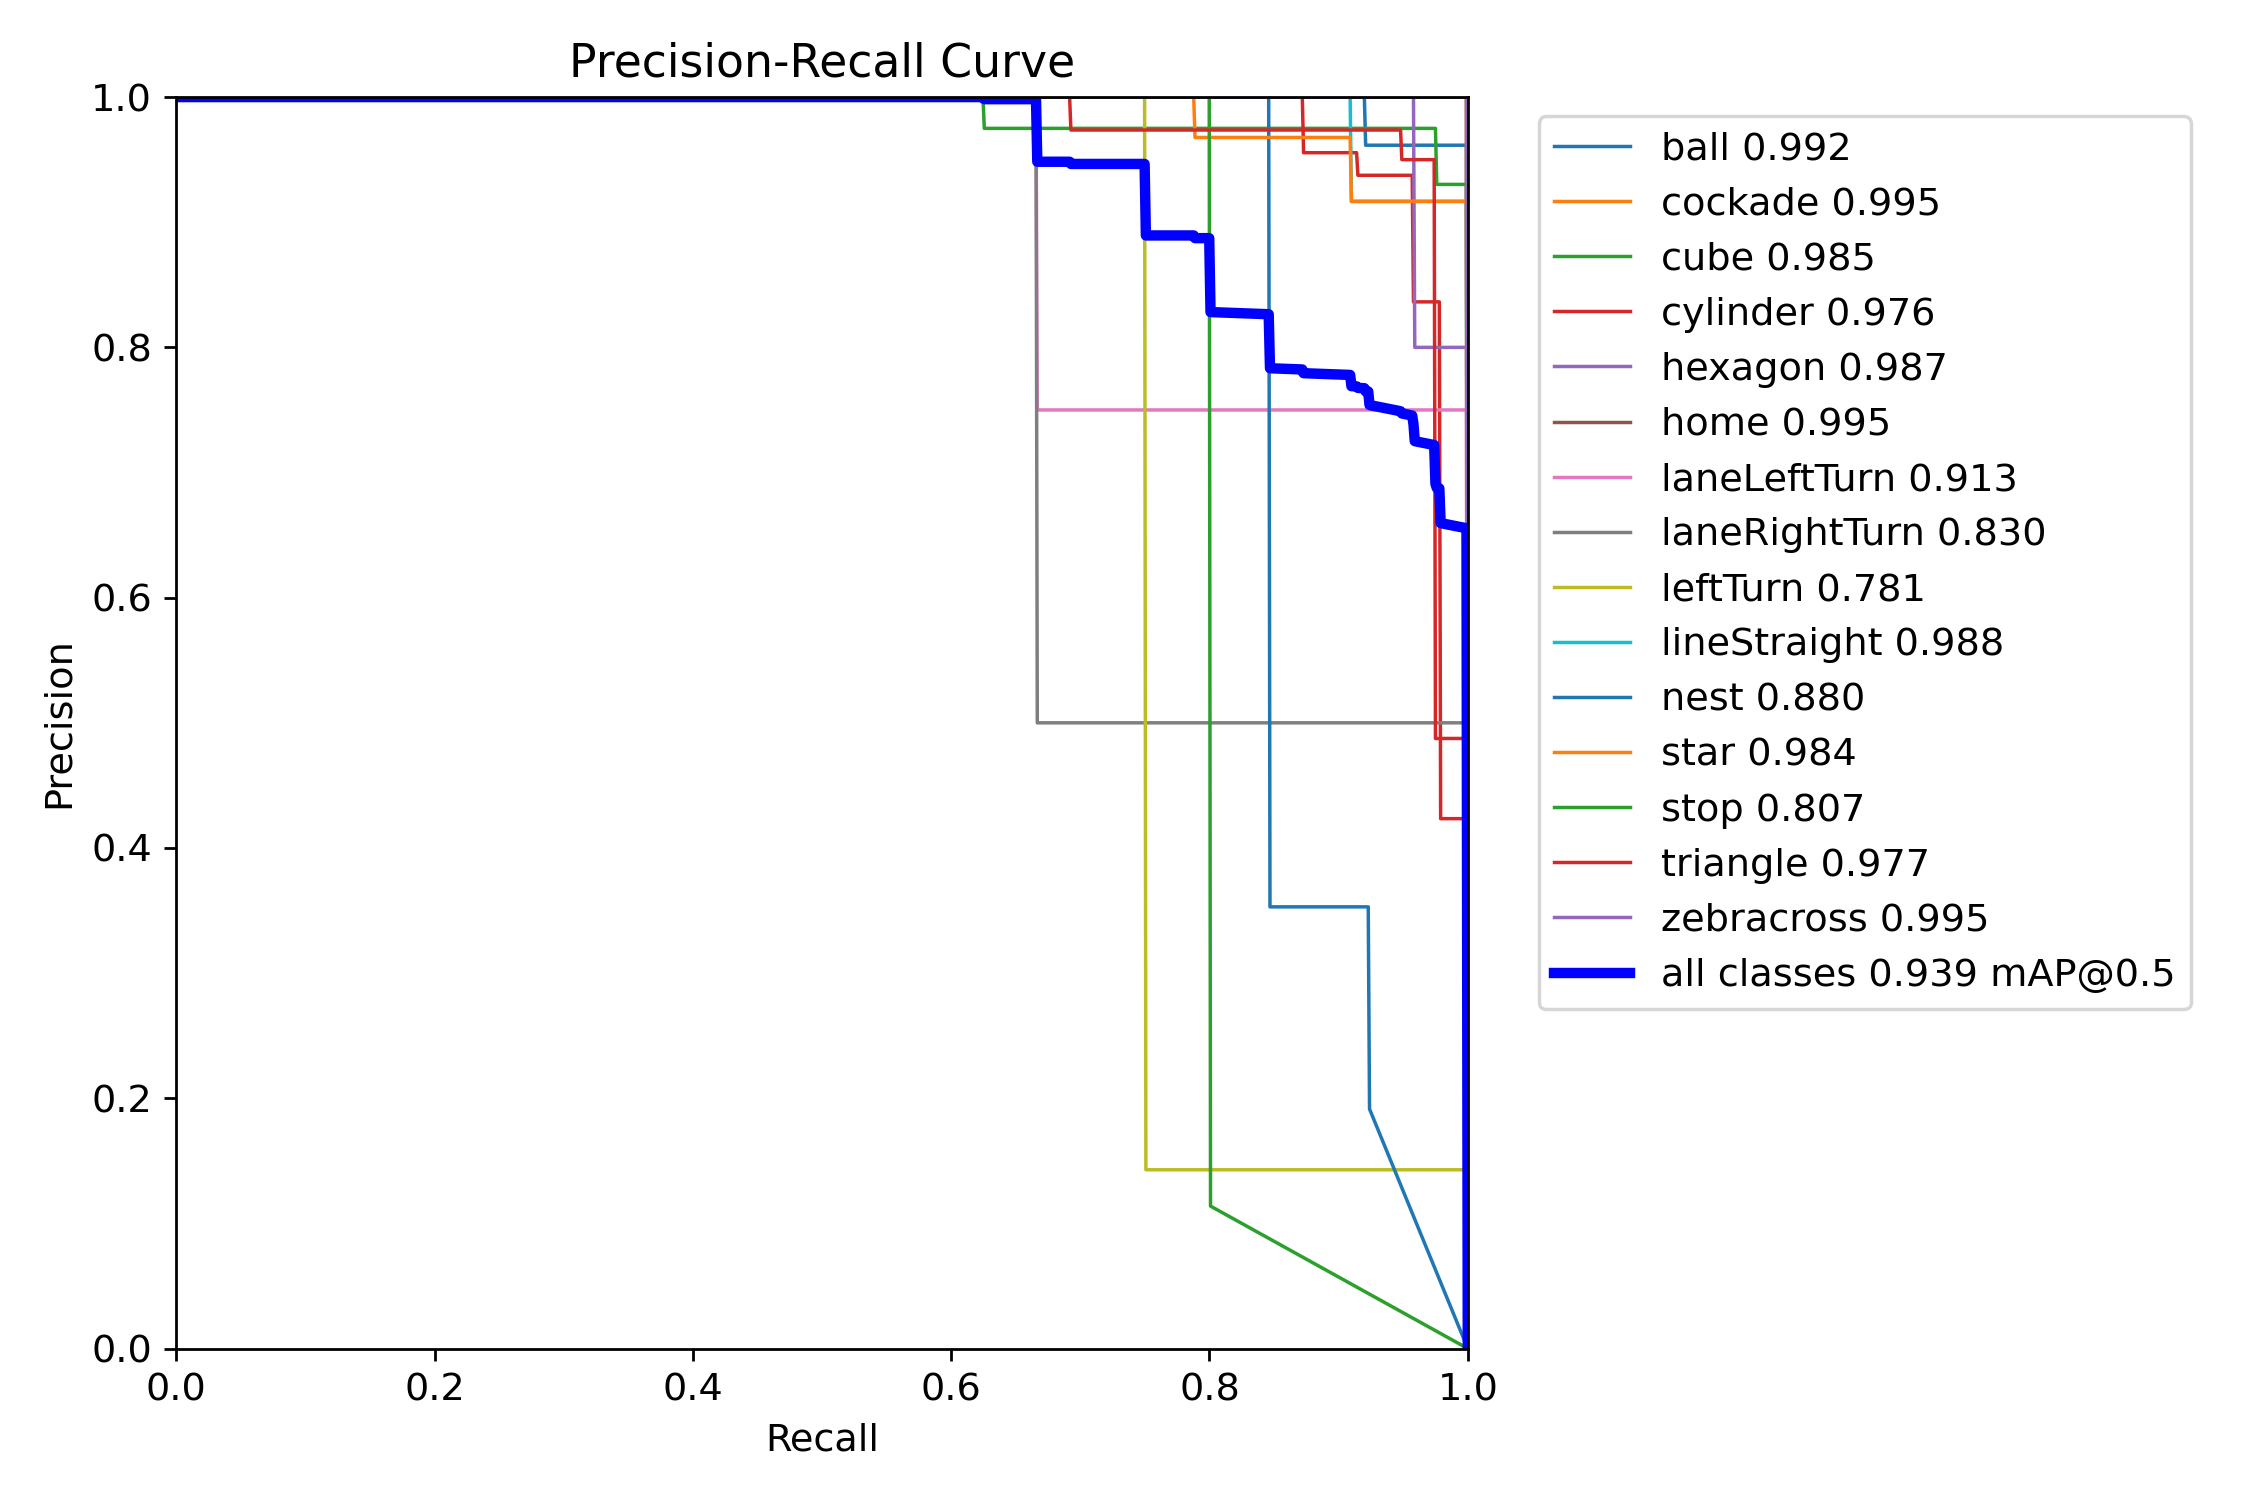 Precision-Recall Curve
1.0
0.8
0.6
0.4
0.2
0.0
Precision
0.0 0.2 0.4 0.6 0.8 1.0
Recall
ball 0.992
cockade 0.995
cube 0.985
cylinder 0.976
hexagon 0.987
home 0.995
laneLeftTurn 0.913
laneRightTurn 0.830
leftTurn 0.781
lineStraight 0.988
nest 0.880
star 0.984
stop 0.807
triangle 0.977
zebracross 0.995
all classes 0.939 mAP@0.5